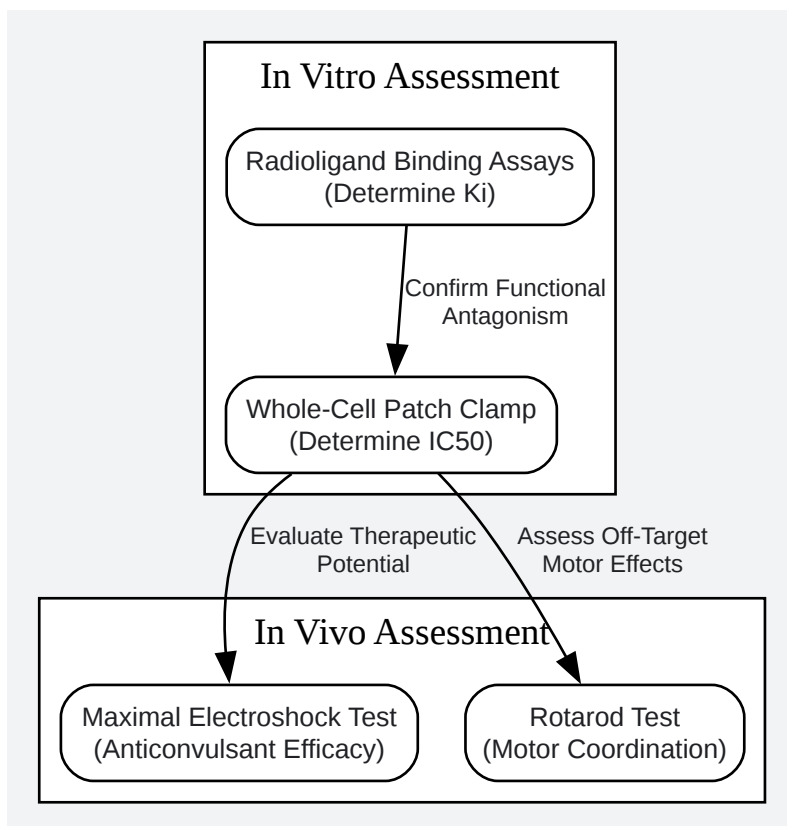 In Vitro Assessment
Radioligand Binding Assays
(Determine Ki)
Confirm Functional
Antagonism
Whole-Cell Patch Clamp
(Determine IC50)
Evaluate Therapeutic
Potential
Assess Off-Target
Motor Effects
In Vivo Assessment
Maximal Electroshock Test
(Anticonvulsant Efficacy)
Rotarod Test
(Motor Coordination)